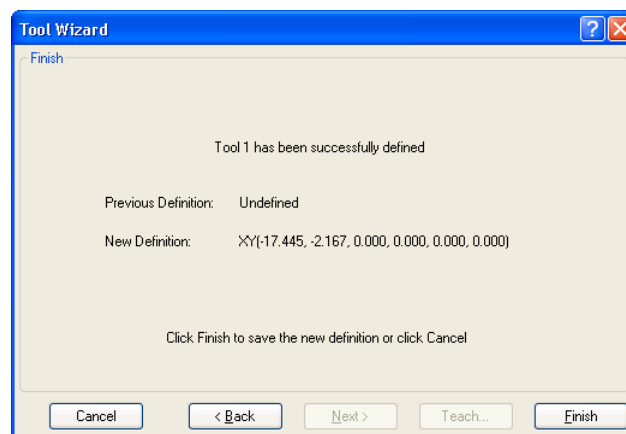 Tool Wizard
Finish
Tool 1 has been successfully defined
Previous Definition: Undefined
New Definition: XY(-17.445, -2.167, 0.000, 0.000, 0.000, 0.000)
Click Finish to save the new definition or click Cancel
Cancel < Back Next > Teach... Finish